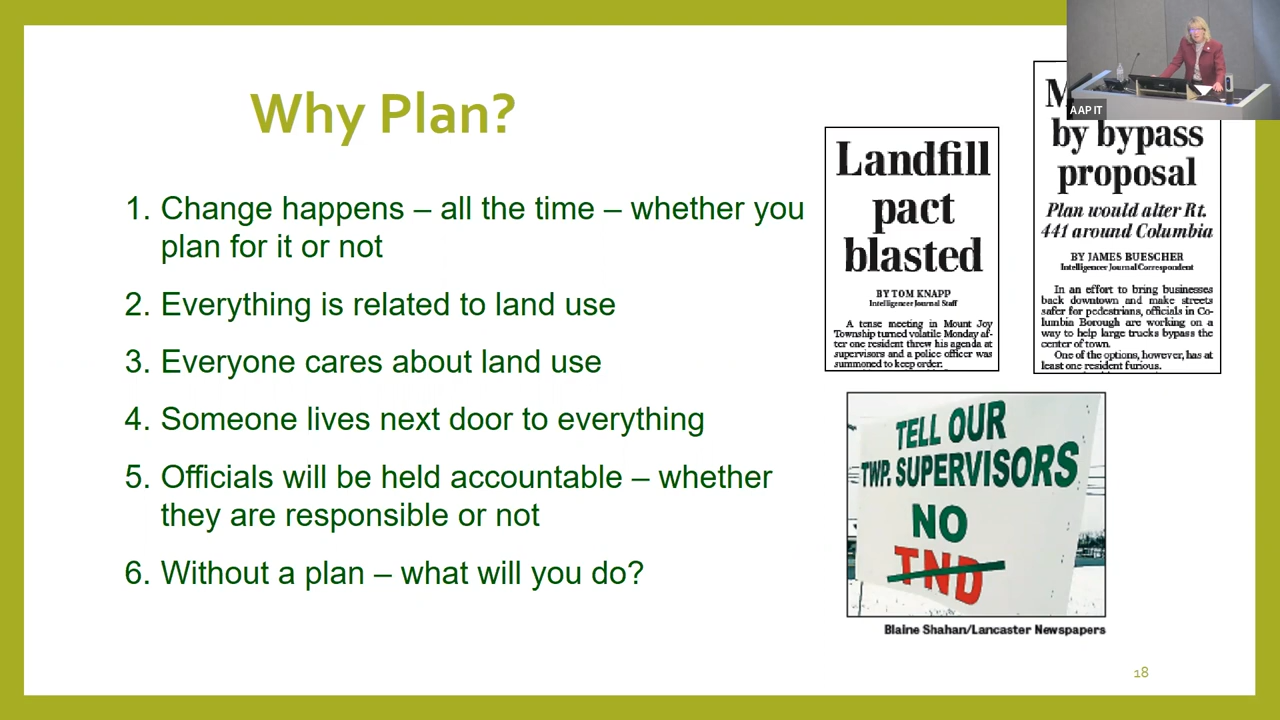 Why Plan?
1. Change happens – all the time – whether you
plan for it or not
2. Everything is related to land use
3. Everyone cares about land use
4. Someone lives next door to everything
5. Officials will be held accountable – whether
they are responsible or not
6. Without a plan – what will you do?
Landfill
pact
blasted
BY TOM KNAPP
Intelligencer Journal Staff
A tense meeting in Mount Joy
Township turned volatile Monday af-
ter one resident threw his agenda at
supervisors and a police officer was
summoned to keep order.
by bypass
proposal
Plan would alter Rt.
441 around Columbia
BY JAMES BUESCHER
Intelligencer Journal Correspondent
In an effort to bring businesses
back downtown and make streets
safer for pedestrians, officials in Co-
lumbia Borough are working on a
way to help large trucks bypass the
center of town.
One of the options, however, has at
least one resident furious.
AAP IT
TELL OUR
TWP. SUPERVISORS
NO
TND
Blaine Shahan/Lancaster Newspapers
18